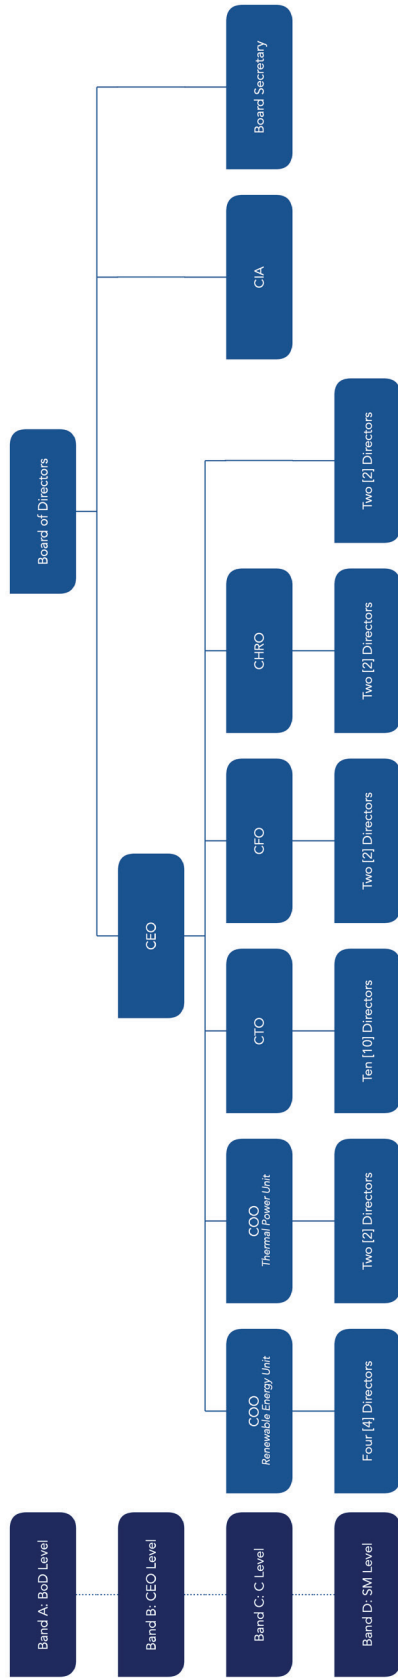 Band A: BoD Level
Board of Directors
Band B: CEO Level
CEO
Band C: C Level
COO
Renewable Energy Unit
COO
Thermal Power Unit
CTO
CFO
CHRO
CIA
Board Secretary
Band D: SM Level
Four [4] Directors
Two [2] Directors
Ten [10] Directors
Two [2] Directors
Two [2] Directors
Two [2] Directors